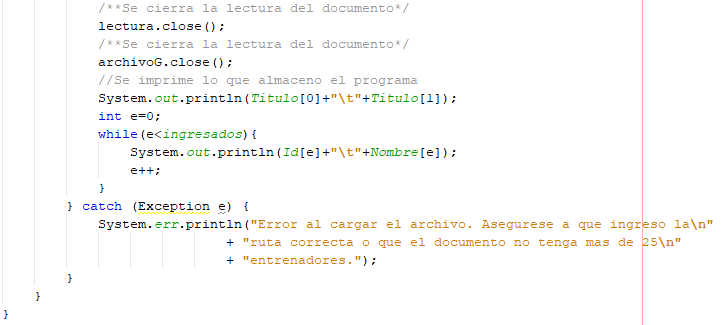 /**Se cierra la lectura del documento*/
lectura.close();
/**Se cierra la lectura del documento*/
archivoG.close();
//Se imprime lo que almaceno el programa
System.out.println(Titulo[0]+"\t"+Titulo[1]);
int e=0;
while(e<ingresados){
System.out.println(Id[e]+"\t"+Nombre[e]);
e++;
}
} catch (Exception e) {
System.err.println("Error al cargar el archivo. Asegurese a que ingreso la\n"
+ "ruta correcta o que el documento no tenga mas de 25\n"
+ "entrenadores.");
}
}
}